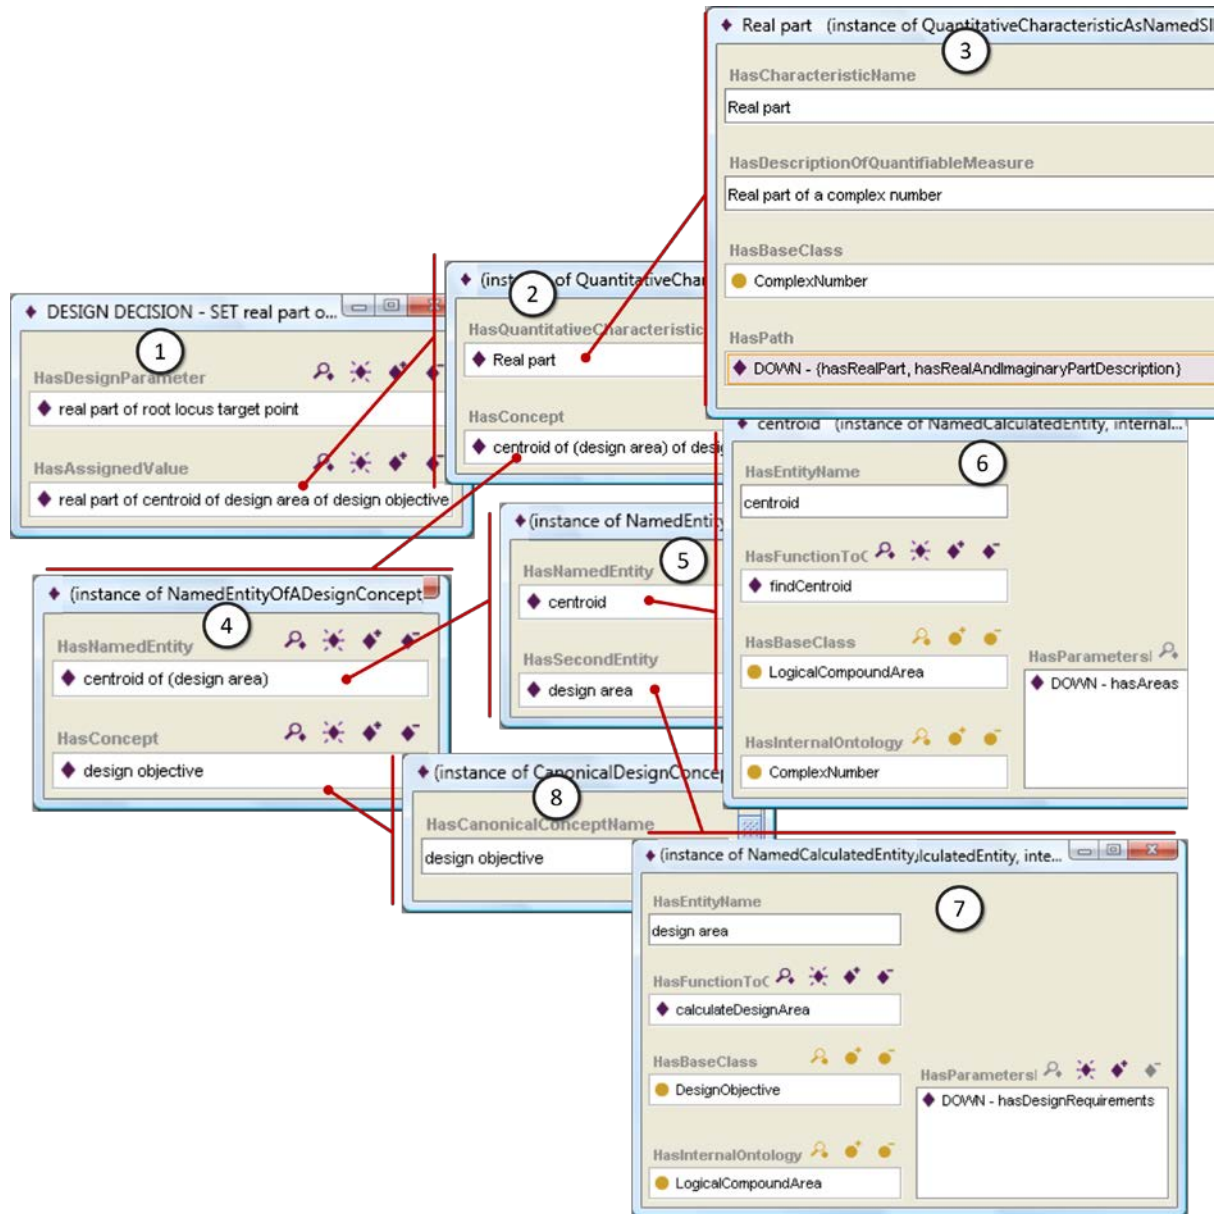 DESIGN DECISION - SET real part o...
1
HasDesignParameter
real part of root locus target point
HasAssignedValue
real part of centroid of design area of design objective
(instance of QuantitativeChar
2
HasQuantitativeCharacteristic
Real part
HasConcept
centroid of (design area) of desi
Real part (instance of QuantitativeCharacteristicAsNamedSl
3
HasCharacteristicName
Real part
HasDescriptionOfQuantifiableMeasure
Real part of a complex number
HasBaseClass
ComplexNumber
HasPath
DOWN - {hasRealPart, hasRealAndImaginaryPartDescription}
(instance of NamedEntityOfADesignConcept
4
HasNamedEntity
centroid of (design area)
HasConcept
design objective
(instance of NamedEntity
5
HasNamedEntity
centroid
HasSecondEntity
design area
centroid (instance of NamedCalculatedEntity, internal...
6
HasEntityName
centroid
HasFunctionToC
findCentroid
HasBaseClass
LogicalCompoundArea
HasInternalOntology
ComplexNumber
HasParametersI
DOWN - hasAreas
(instance of NamedCalculatedEntity, lculatedEntity, inte...
7
HasEntityName
design area
HasFunctionToC
calculateDesignArea
HasBaseClass
DesignObjective
HasInternalOntology
LogicalCompoundArea
HasParametersI
DOWN - hasDesignRequirements
(instance of CanonicalDesignConcep
8
HasCanonicalConceptName
design objective